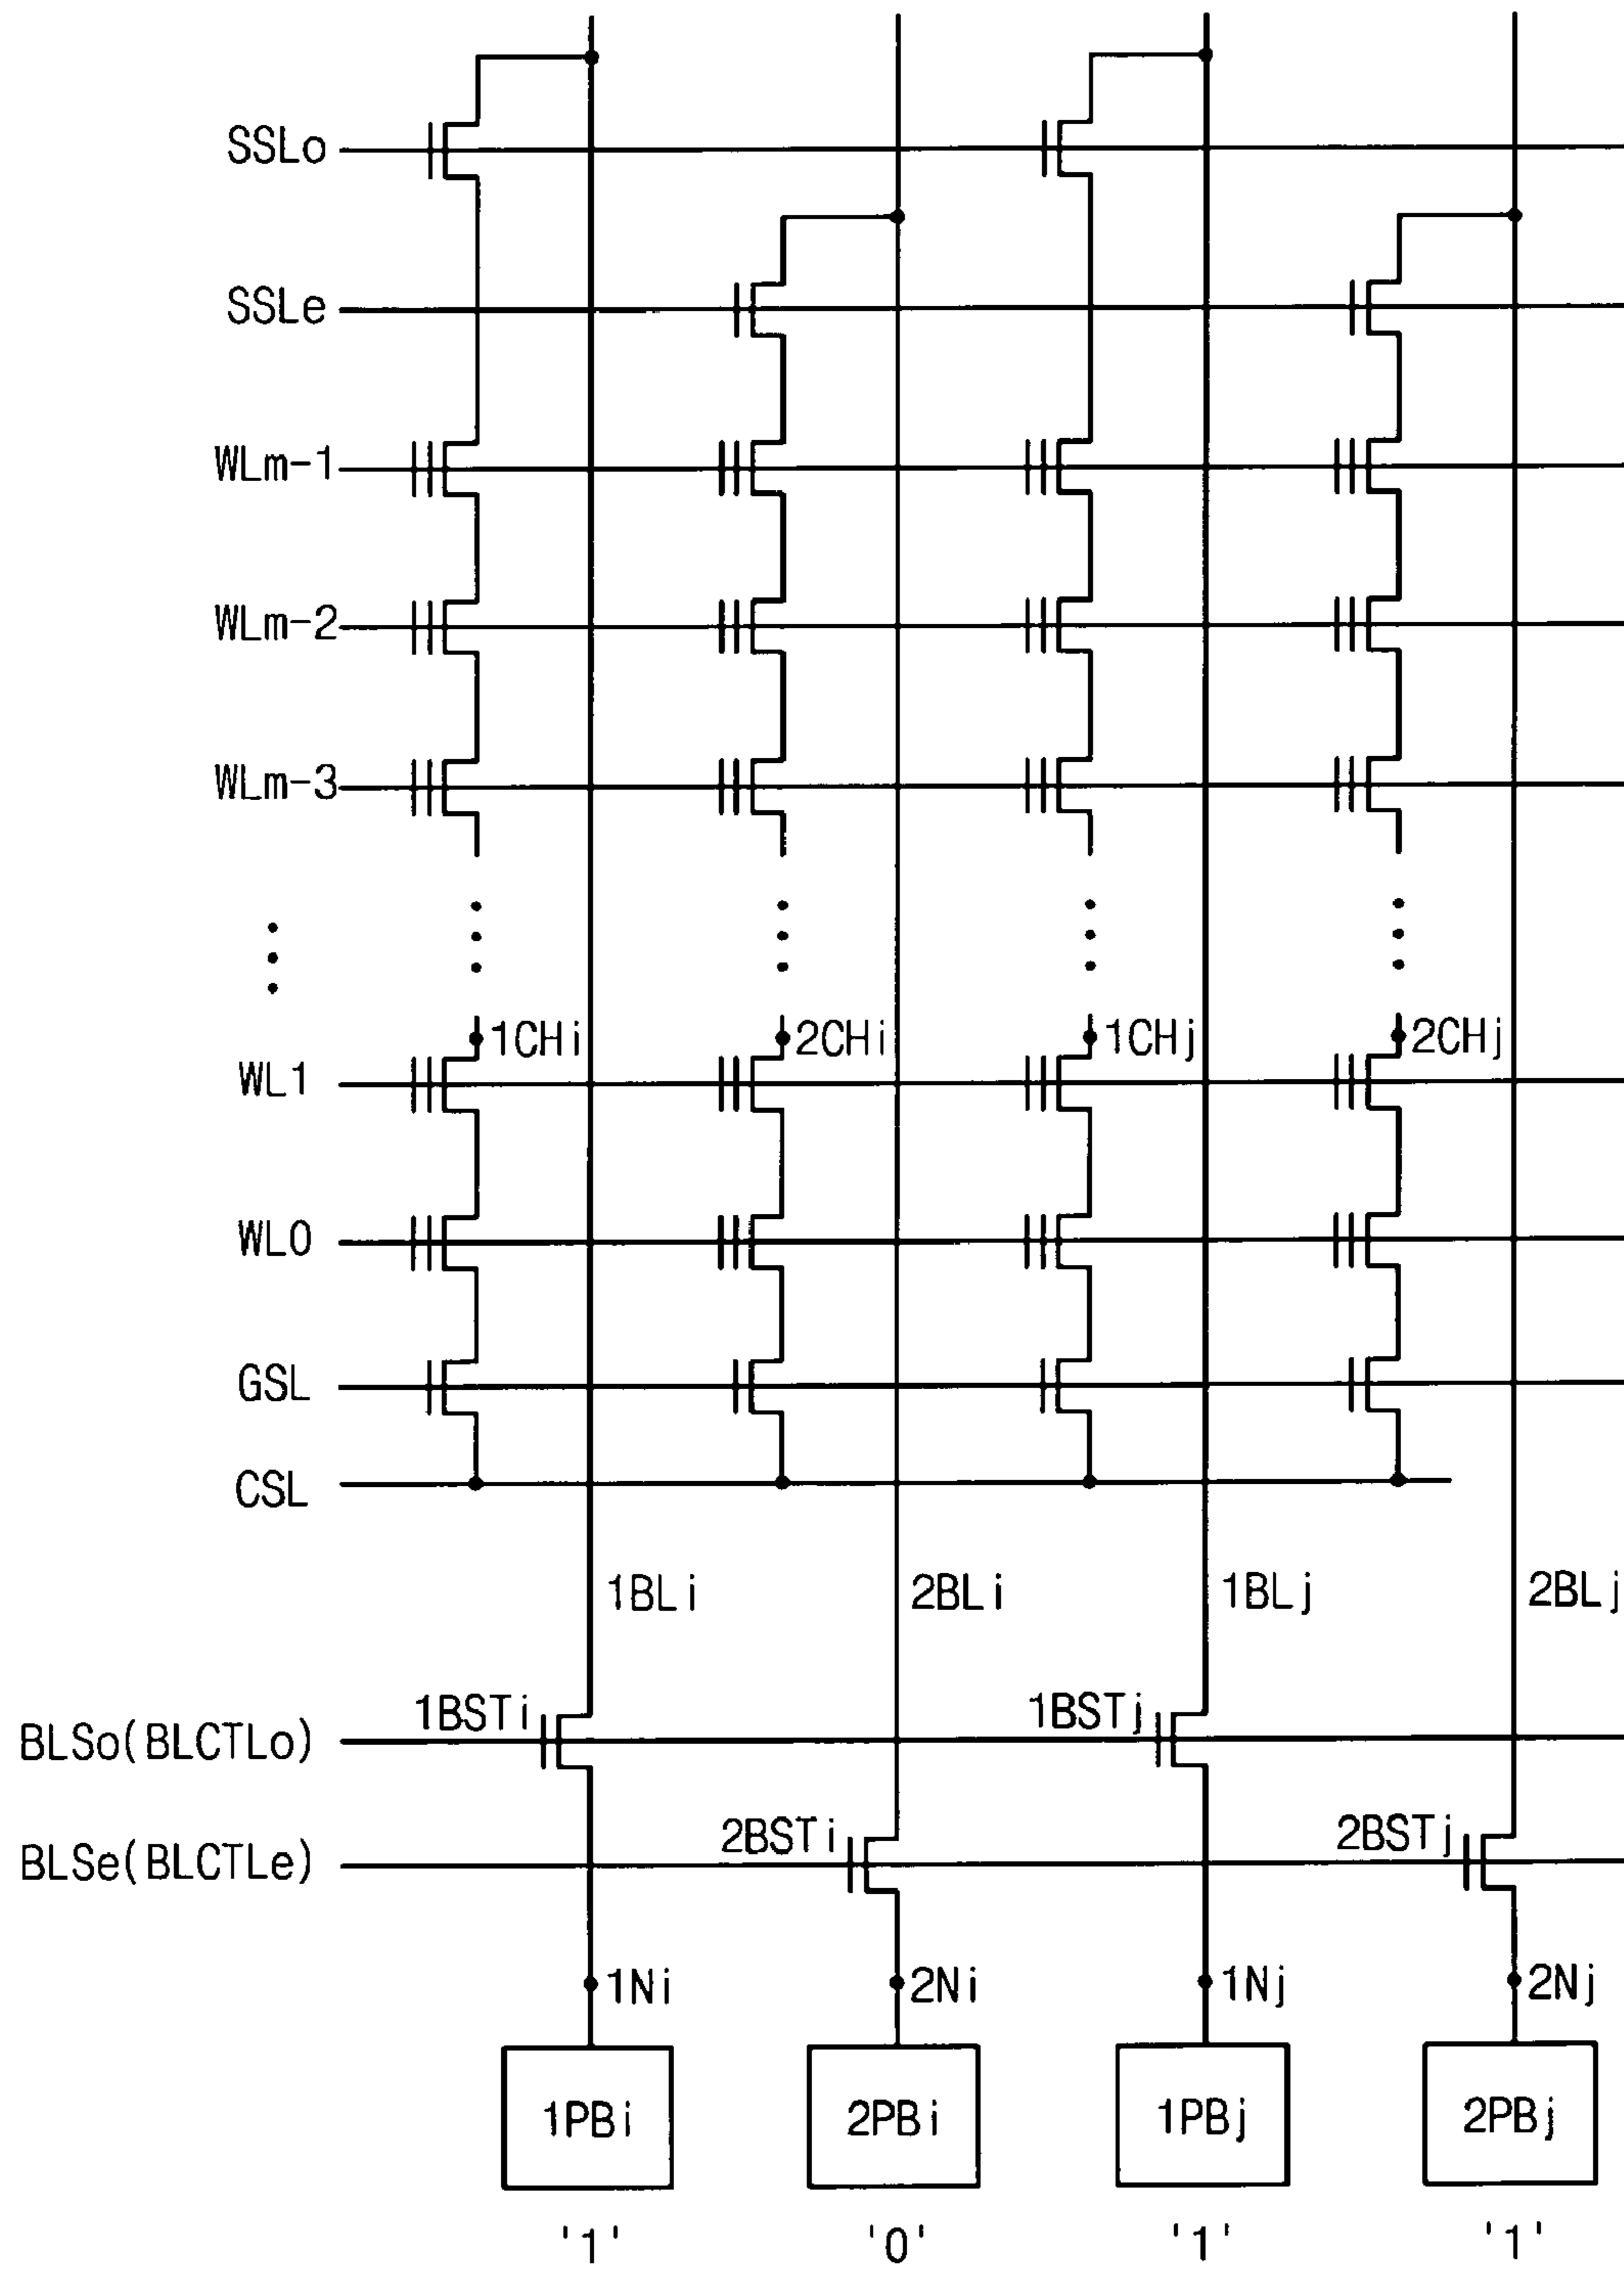 SSLo
SSLe
WLm-1
WLm-2
WLm-3
1CHi 2CHi 1CHj 2CHj
WL1
WL0
GSL
CSL
1BLi 2BLi 1BLj 2BLj
1BSTi 1BSTj
BLSo(BLCTLo)
2BSTi 2BSTj
BLSe(BLCTLe)
1Ni 2Ni 1Nj 2Nj
1PBi 2PBi 1PBj 2PBj
'1' '0' '1' '1'